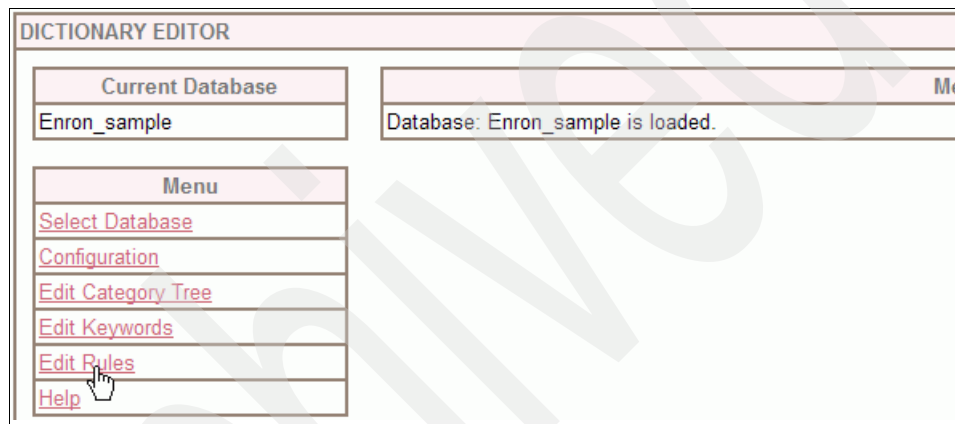 DICTIONARY EDITOR
Current Database
Enron_sample
Database: Enron_sample is loaded.
Menu
Select Database
Configuration
Edit Category Tree
Edit Keywords
Edit Rules
Help